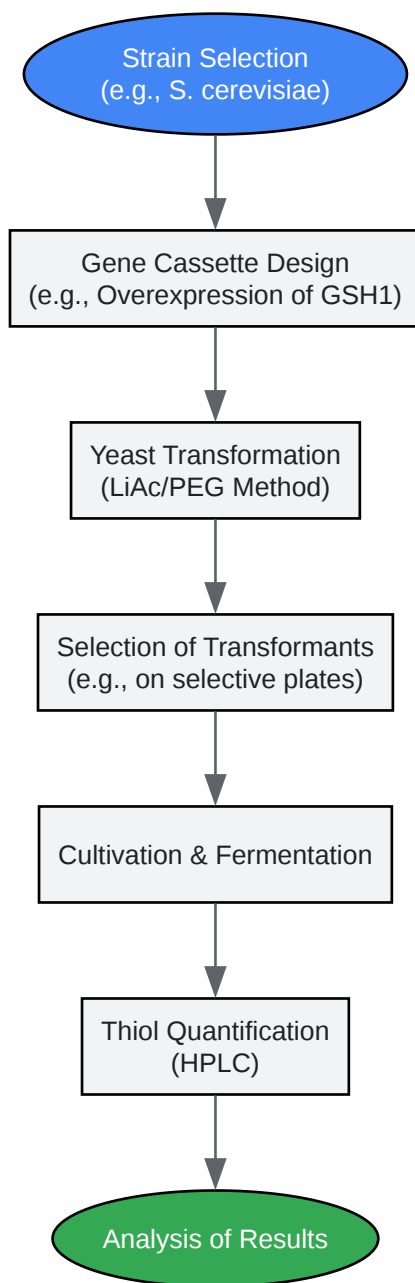 Strain Selection
(e.g., S. cerevisiae)
Gene Cassette Design
(e.g., Overexpression of GSH1)
Yeast Transformation
(LiAc/PEG Method)
Selection of Transformants
(e.g., on selective plates)
Cultivation & Fermentation
Thiol Quantification
(HPLC)
Analysis of Results